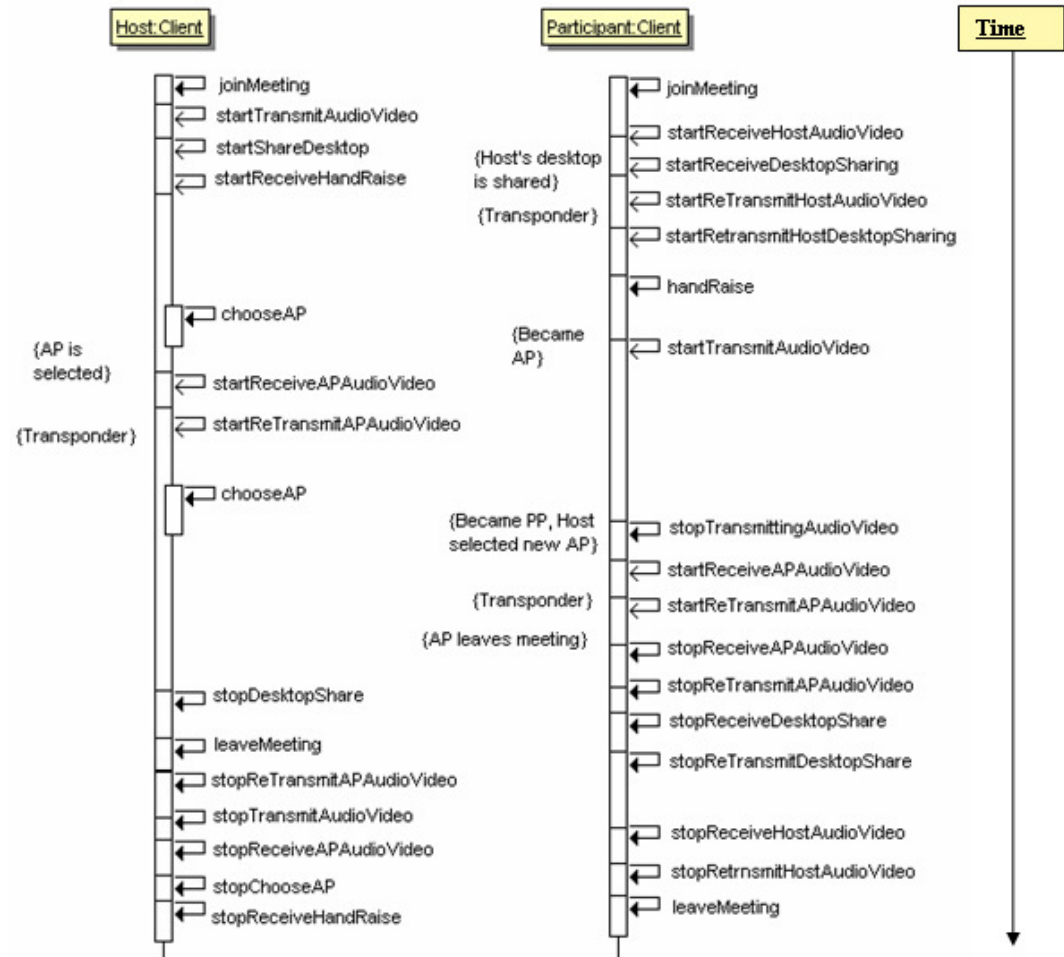 Host:Client
Participant:Client
Time
joinMeeting
startTransmitAudioVideo
startShareDesktop
startReceiveHandRaise
chooseAP
{AP is
selected}
startReceiveAPAudioVideo
{Transponder}
startReTransmitAPAudioVideo
chooseAP
stopDesktopShare
leaveMeeting
stopReTransmitAPAudioVideo
stopTransmitAudioVideo
stopReceiveAPAudioVideo
stopChooseAP
stopReceiveHandRaise
joinMeeting
startReceiveHostAudioVideo
{Host's desktop
is shared}
startReceiveDesktopSharing
startReTransmitHostAudioVideo
{Transponder}
startRetransmitHostDesktopSharing
handRaise
{Became
AP}
startTransmitAudioVideo
{Became PP, Host
selected new AP}
stopTransmittingAudioVideo
startReceiveAPAudioVideo
{Transponder}
startReTransmitAPAudioVideo
{AP leaves meeting}
stopReceiveAPAudioVideo
stopReTransmitAPAudioVideo
stopReceiveDesktopShare
stopReTransmitDesktopShare
stopReceiveHostAudioVideo
stopRetrnsmitHostAudioVideo
leaveMeeting